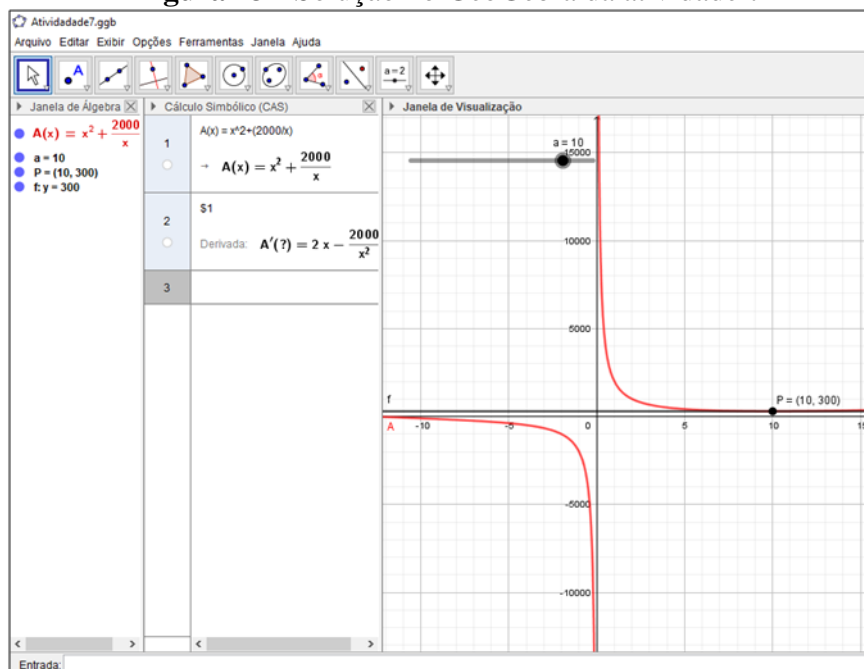 Atividadade7.ggb
Arquivo Editar Exibir Opções Ferramentas Janela Ajuda
A
a=2
Janela de Álgebra
A(x) = x² + 2000/x
a = 10
P = (10, 300)
f: y = 300
Cálculo Simbólico (CAS)
1
A(x) = x^2+(2000/x)
→ A(x) = x² + 2000/x
2
$1
Derivada: A′(?) = 2 x − 2000/x²
3
Janela de Visualização
a = 10
15000
10000
5000
f
P = (10, 300)
A
-10
-5
0
5
10
15
-5000
-10000
Entrada: